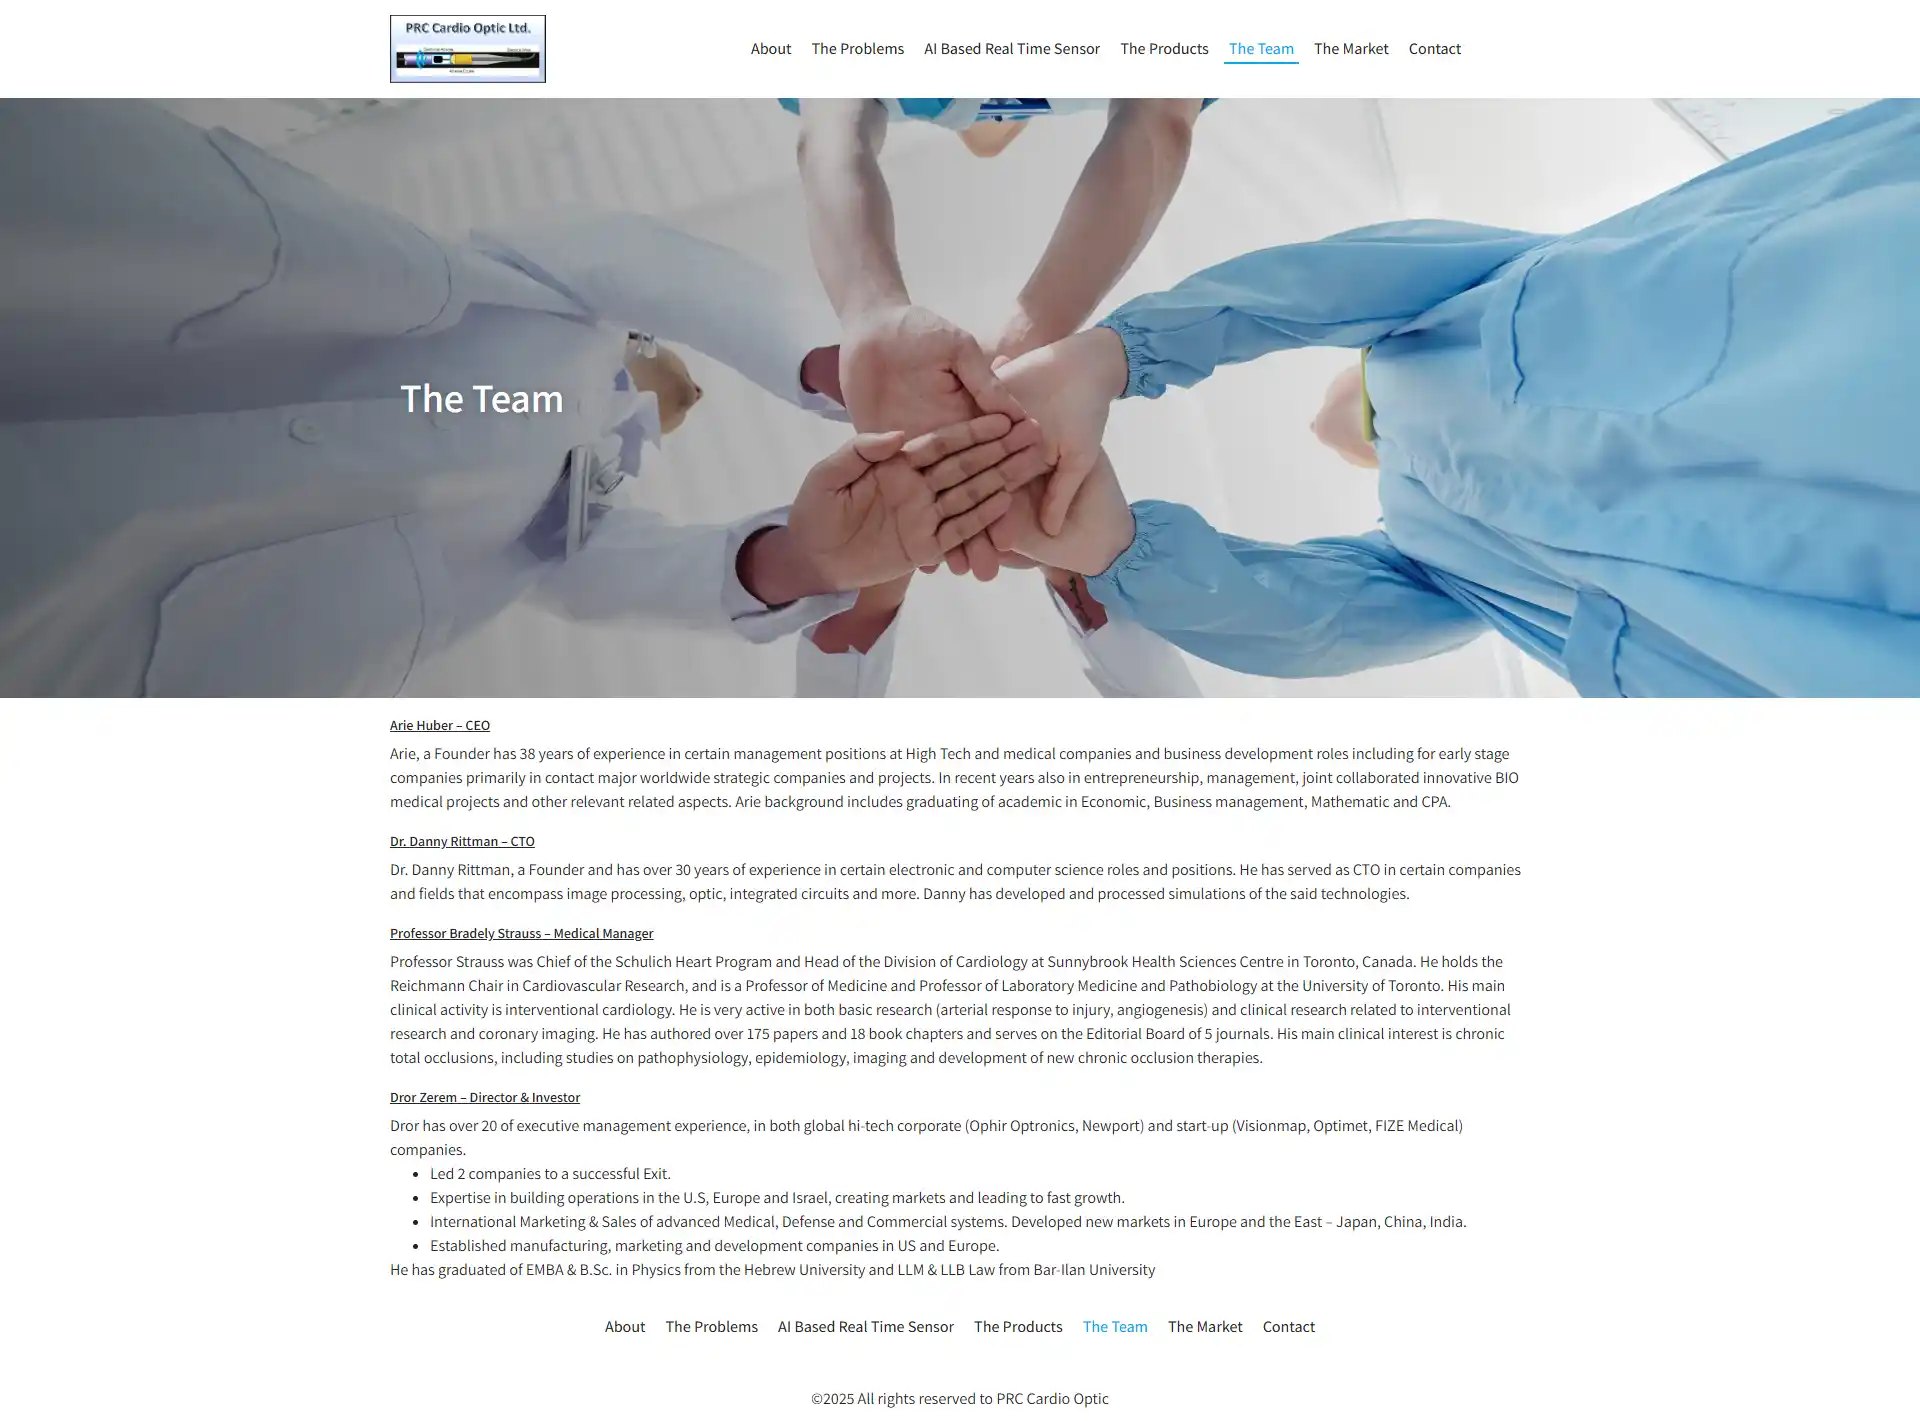 PRC Cardio Optic Ltd.
About
The Problems
AI Based Real Time Sensor
The Products
The Team
The Market
Contact
The Team
Arie Huber – CEO
Arie, a Founder has 38 years of experience in certain management positions at High Tech and medical companies and business development roles including for early stage
companies primarily in contact major worldwide strategic companies and projects. In recent years also in entrepreneurship, management, joint collaborated innovative BIO
medical projects and other relevant related aspects. Arie background includes graduating of academic in Economic, Business management, Mathematic and CPA.
Dr. Danny Rittman – CTO
Dr. Danny Rittman, a Founder and has over 30 years of experience in certain electronic and computer science roles and positions. He has served as CTO in certain companies
and fields that encompass image processing, optic, integrated circuits and more. Danny has developed and processed simulations of the said technologies.
Professor Bradely Strauss – Medical Manager
Professor Strauss was Chief of the Schulich Heart Program and Head of the Division of Cardiology at Sunnybrook Health Sciences Centre in Toronto, Canada. He holds the
Reichmann Chair in Cardiovascular Research, and is a Professor of Medicine and Professor of Laboratory Medicine and Pathobiology at the University of Toronto. His main
clinical activity is interventional cardiology. He is very active in both basic research (arterial response to injury, angiogenesis) and clinical research related to interventional
research and coronary imaging. He has authored over 175 papers and 18 book chapters and serves on the Editorial Board of 5 journals. His main clinical interest is chronic
total occlusions, including studies on pathophysiology, epidemiology, imaging and development of new chronic occlusion therapies.
Dror Zerem – Director & Investor
Dror has over 20 of executive management experience, in both global hi-tech corporate (Ophir Optronics, Newport) and start-up (Visionmap, Optimet, FIZE Medical)
companies.
• Led 2 companies to a successful Exit.
• Expertise in building operations in the U.S, Europe and Israel, creating markets and leading to fast growth.
• International Marketing & Sales of advanced Medical, Defense and Commercial systems. Developed new markets in Europe and the East – Japan, China, India.
• Established manufacturing, marketing and development companies in US and Europe.
He has graduated of EMBA & B.Sc. in Physics from the Hebrew University and LLM & LLB Law from Bar-Ilan University
About
The Problems
AI Based Real Time Sensor
The Products
The Team
The Market
Contact
©2025 All rights reserved to PRC Cardio Optic